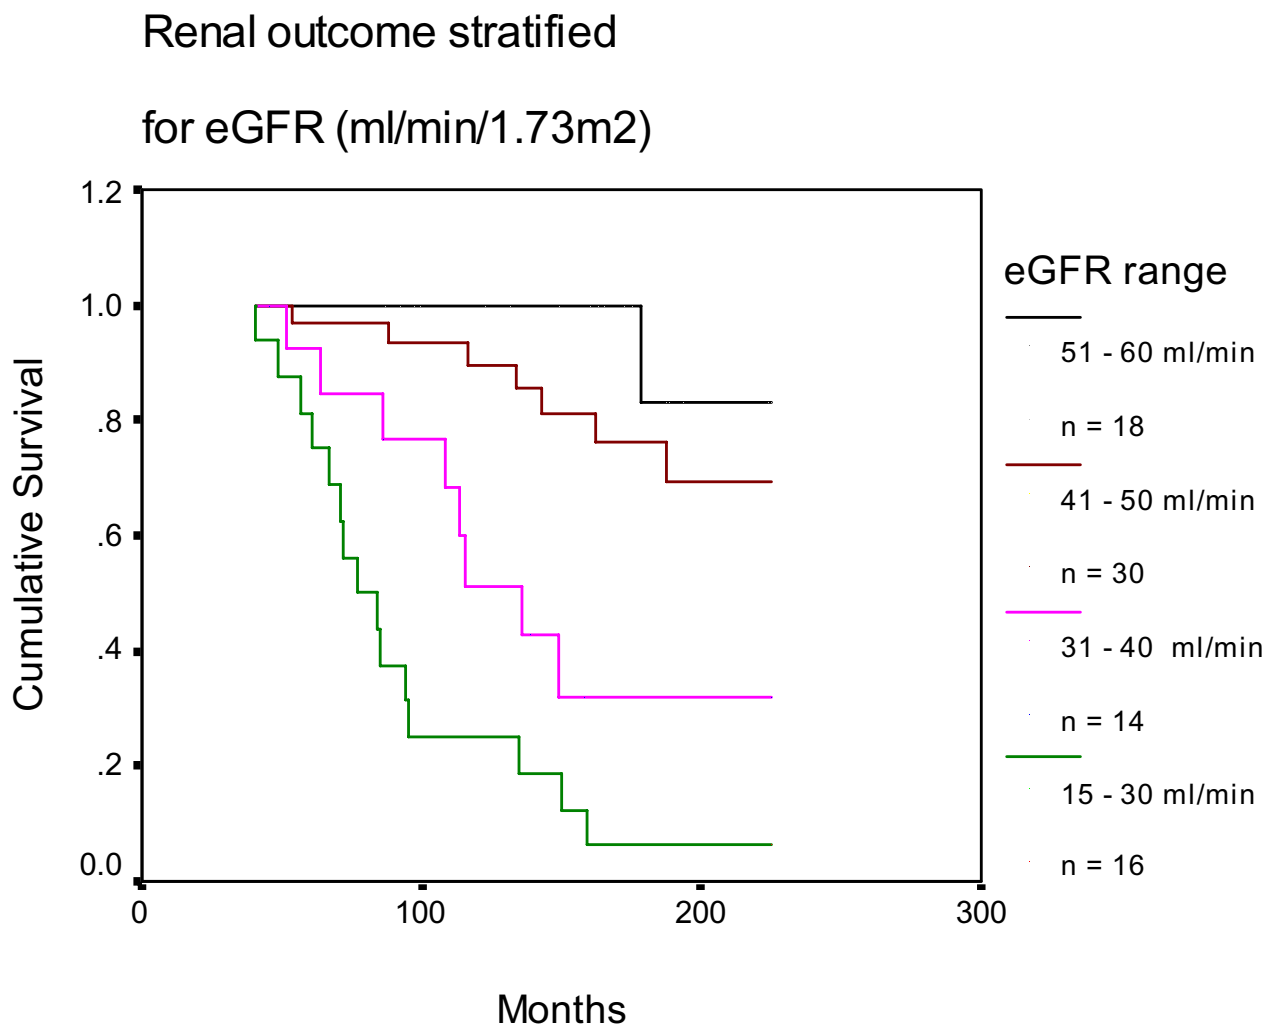 Renal outcome stratified
for eGFR (ml/min/1.73m2)
1.2
1.0
.8
.6
.4
.2
0.0
Cumulative Survival
0
100
200
300
Months
eGFR range
51 - 60 ml/min
n = 18
41 - 50 ml/min
n = 30
31 - 40 ml/min
n = 14
15 - 30 ml/min
n = 16